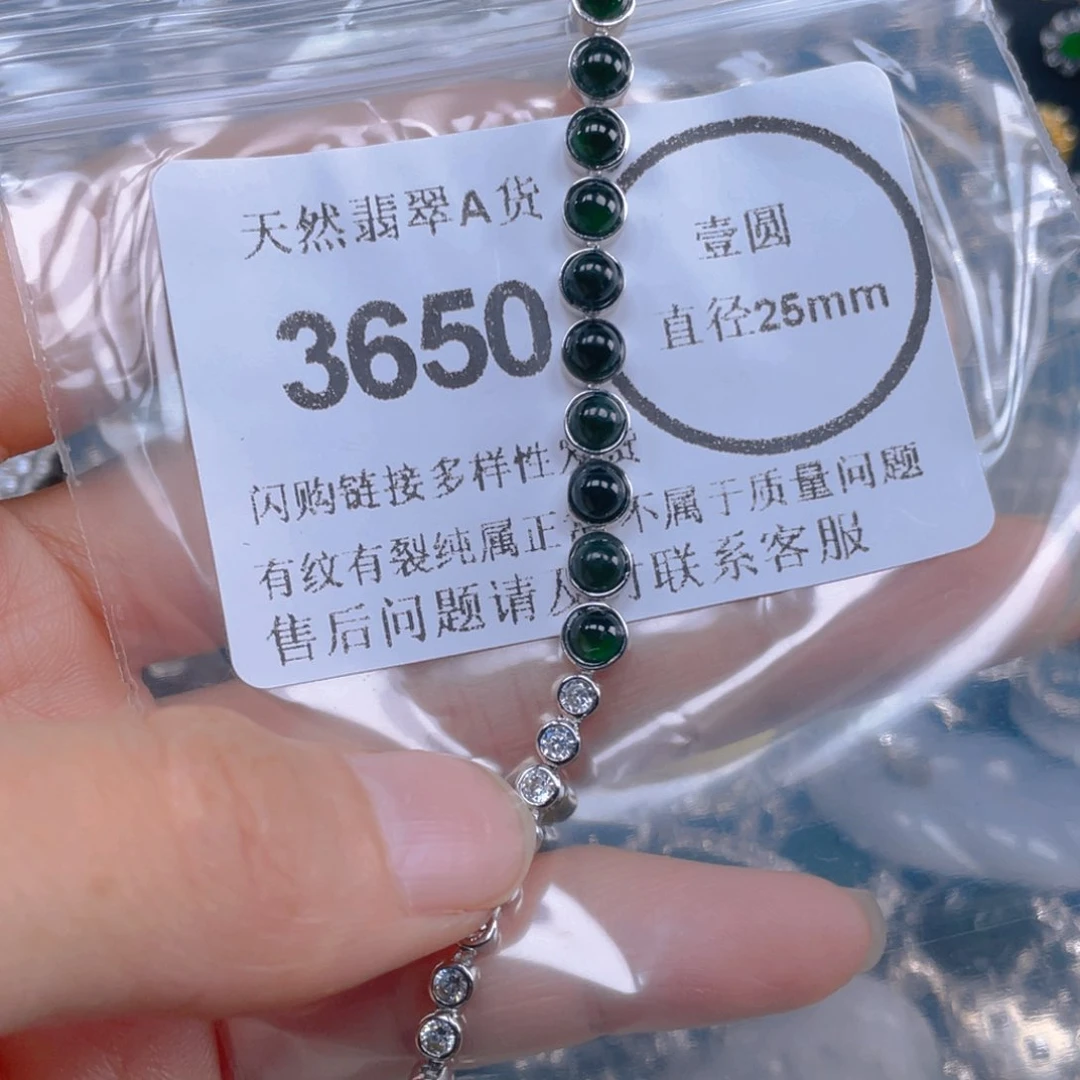 天然翡翠A货
3650
壹圆
直径25mm
闪购链接多样性发货
有纹有裂纯属正 不属于质量问题
售后问题请 时联系客服